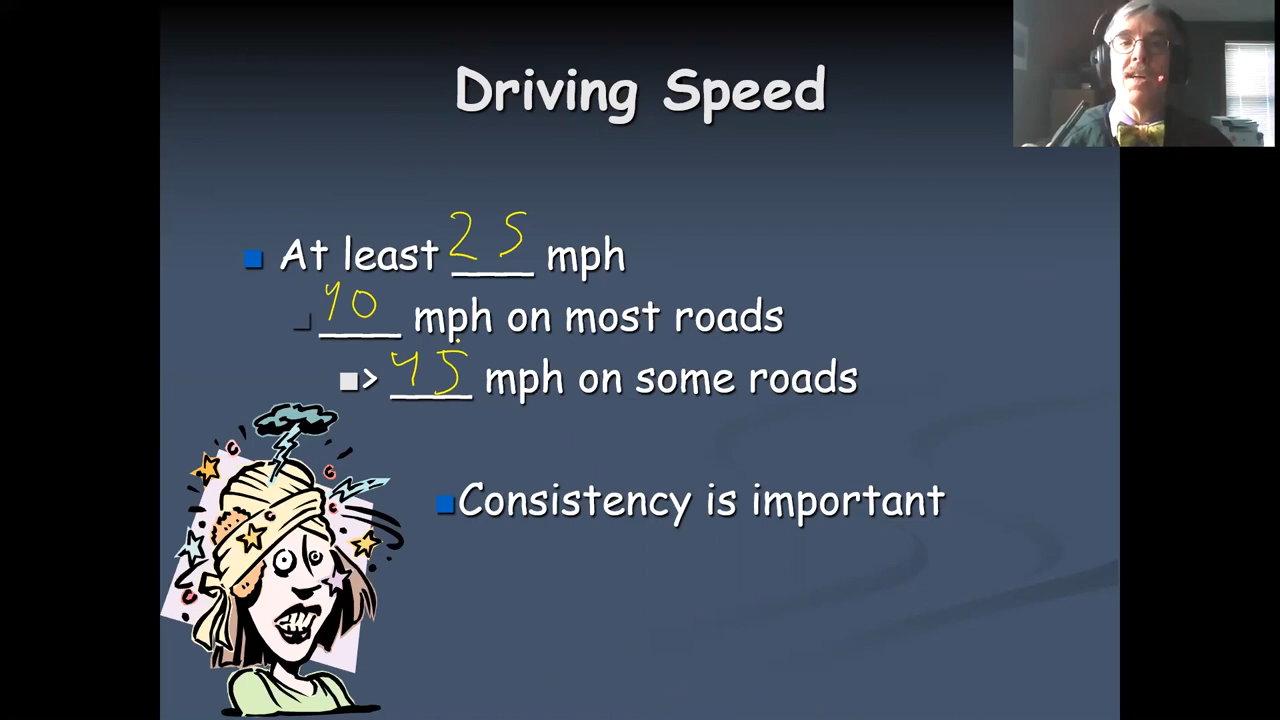 Driving Speed
At least 25 mph
40 mph on most roads
> 45 mph on some roads
Consistency is important